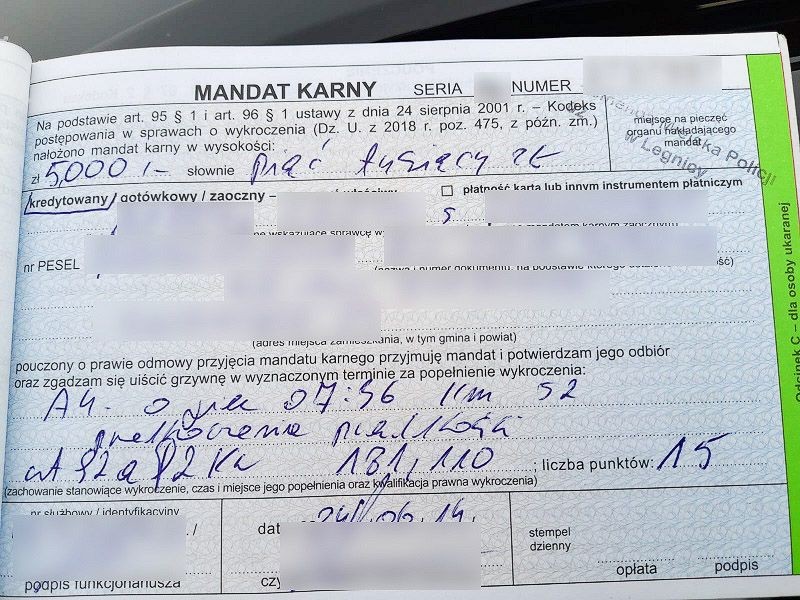 MANDAT KARNY SERIA NUMER
Na podstawie art. 95 § 1 i art. 96 § 1 ustawy z dnia 24 sierpnia 2001 r. – Kodeks
postępowania w sprawach o wykroczenia (Dz. U. z 2018 r. poz. 475, z późn. zm.)
nałożono mandat karny w wysokości:
miejsce na pieczęć
organu nakładającego
mandat
Policji
w Legnicy
zł 5,000 ,- słownie pięć tysięcy zł
kredytowany / gotówkowy / zaoczny –
płatność kartą lub innym instrumentem płatniczym
nr PESEL
(adres miejsca zamieszkania, w tym gmina i powiat)
pouczony o prawie odmowy przyjęcia mandatu karnego przyjmuję mandat i potwierdzam jego odbiór
oraz zgadzam się uiścić grzywnę w wyznaczonym terminie za popełnienie wykroczenia:
A4. o 07:56 km 52
art 92a §2 Kw 181,110 ; liczba punktów: 15
(zachowanie stanowiące wykroczenie, czas i miejsce jego popełnienia oraz kwalifikacja prawna wykroczenia)
nr służbowy / identyfikacyjny
podpis funkcjonariusza
stempel
dzienny
opłata podpis
Odcinek C – dla osoby ukaranej